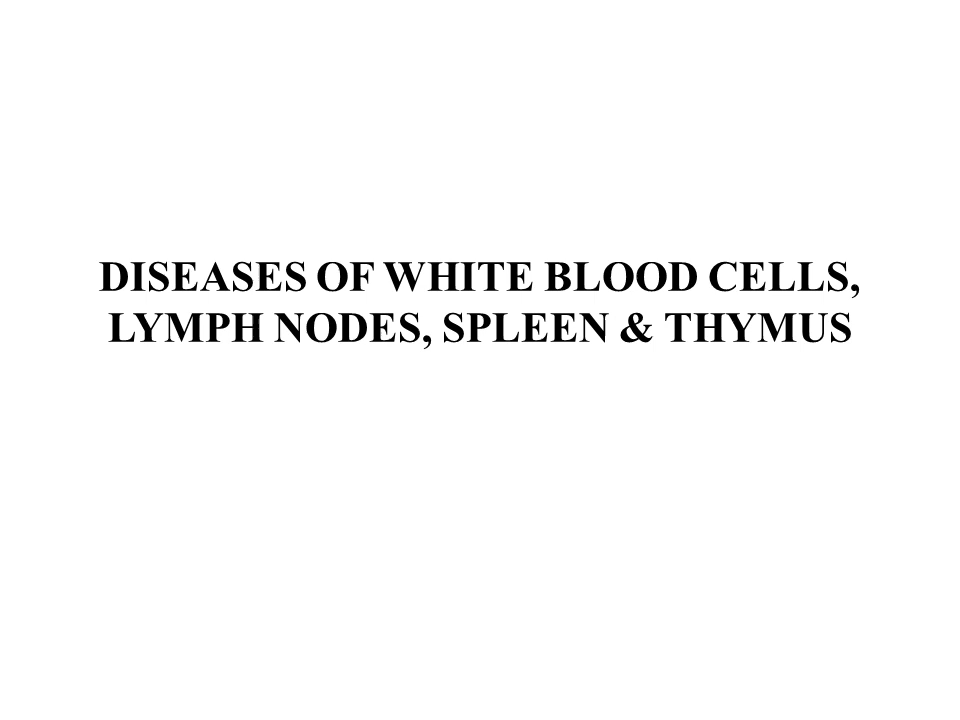 DISEASES OF WHITE BLOOD CELLS,
LYMPH NODES, SPLEEN & THYMUS